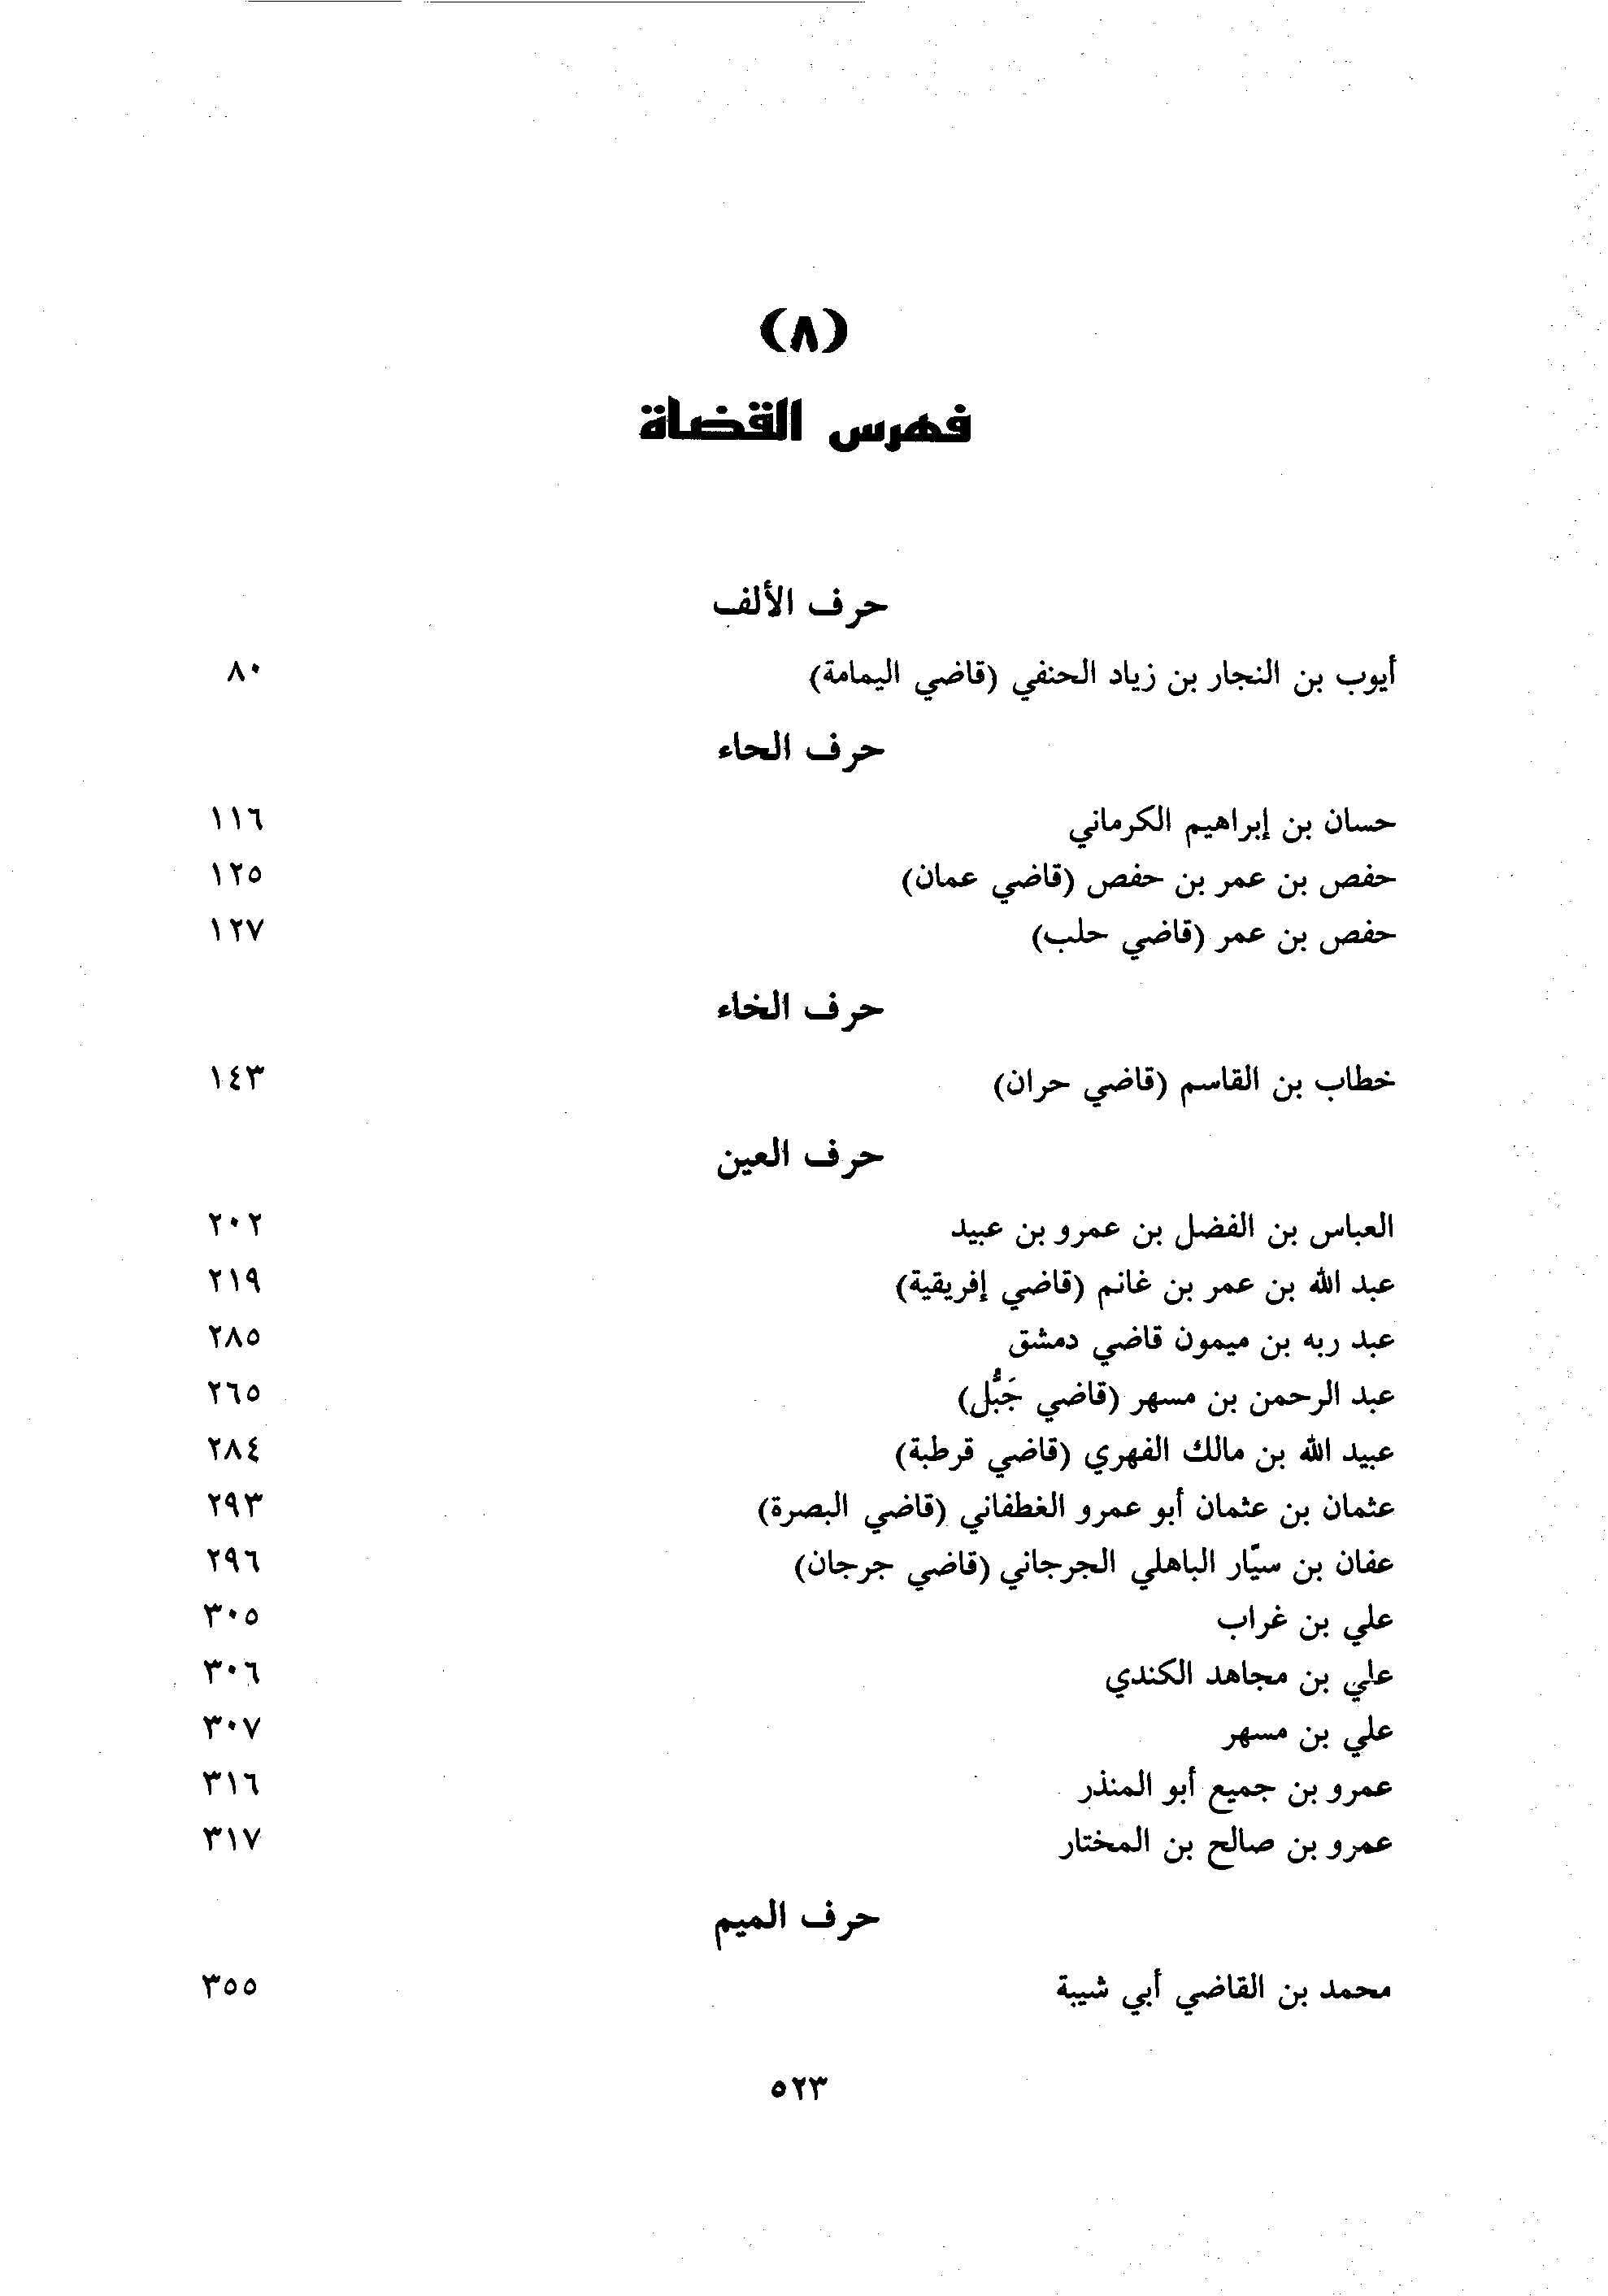 (٨)
فهرس القضاة
حرف الألف
أيوب بن النجار بن زياد الحنفي (قاضي اليمامة) ٨٠
حرف الحاء
حسان بن إبراهيم الكرماني ١١٦
حفص بن عمر بن حفص (قاضي عمان) ١٢٥
حفص بن عمر (قاضي حلب) ١٢٧
حرف الخاء
خطاب بن القاسم (قاضي حران) ١٤٣
حرف العين
العباس بن الفضل بن عمرو بن عبيد ٢٠٢
عبد الله بن عمر بن غانم (قاضي إفريقية) ٢١٩
عبد ربه بن ميمون قاضي دمشق ٢٨٥
عبد الرحمن بن مسهر (قاضي جَبُّل) ٢٦٥
عبيد الله بن مالك الفهري (قاضي قرطبة) ٢٨٤
عثمان بن عثمان أبو عمرو الغطفاني (قاضي البصرة) ٢٩٣
عفان بن سيّار الباهلي الجرجاني (قاضي جرجان) ٢٩٦
علي بن غراب ٣٠٥
علي بن مجاهد الكندي ٣٠٦
علي بن مسهر ٣٠٧
عمرو بن جميع أبو المنذر ٣١٦
عمرو بن صالح بن المختار ٣١٧
حرف الميم
محمد بن القاضي أبي شيبة ٣٥٥
٥٢٣